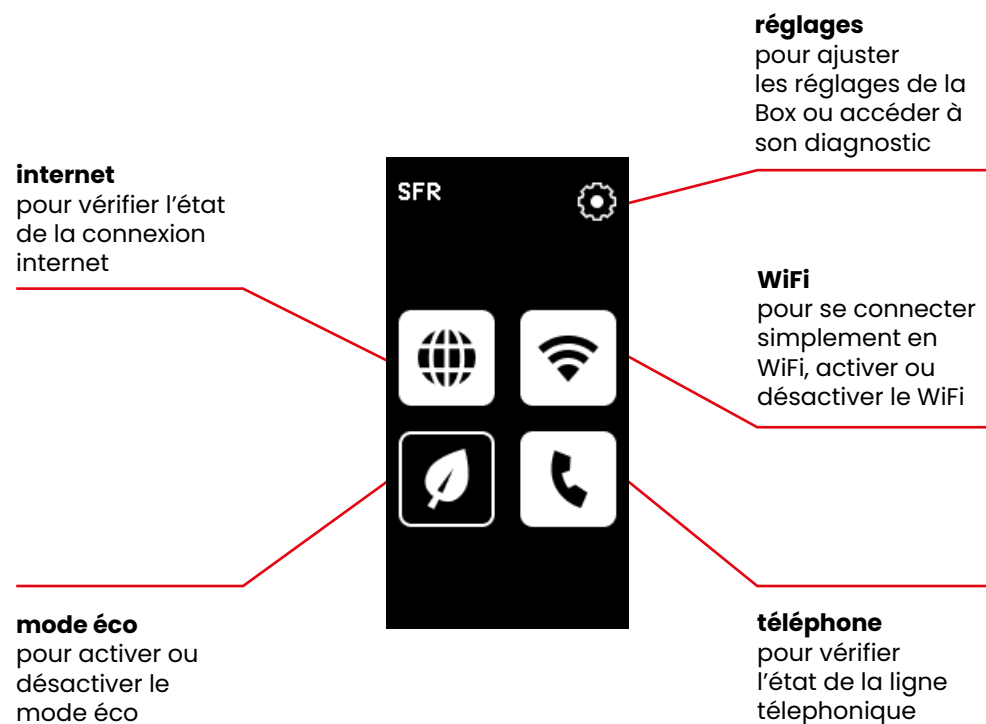 réglages
pour ajuster
les réglages de la
Box ou accéder à
son diagnostic
internet
pour vérifier l’état
de la connexion
internet
SFR
WiFi
pour se connecter
simplement en
WiFi, activer ou
désactiver le WiFi
mode éco
pour activer ou
désactiver le
mode éco
téléphone
pour vérifier
l’état de la ligne
télephonique